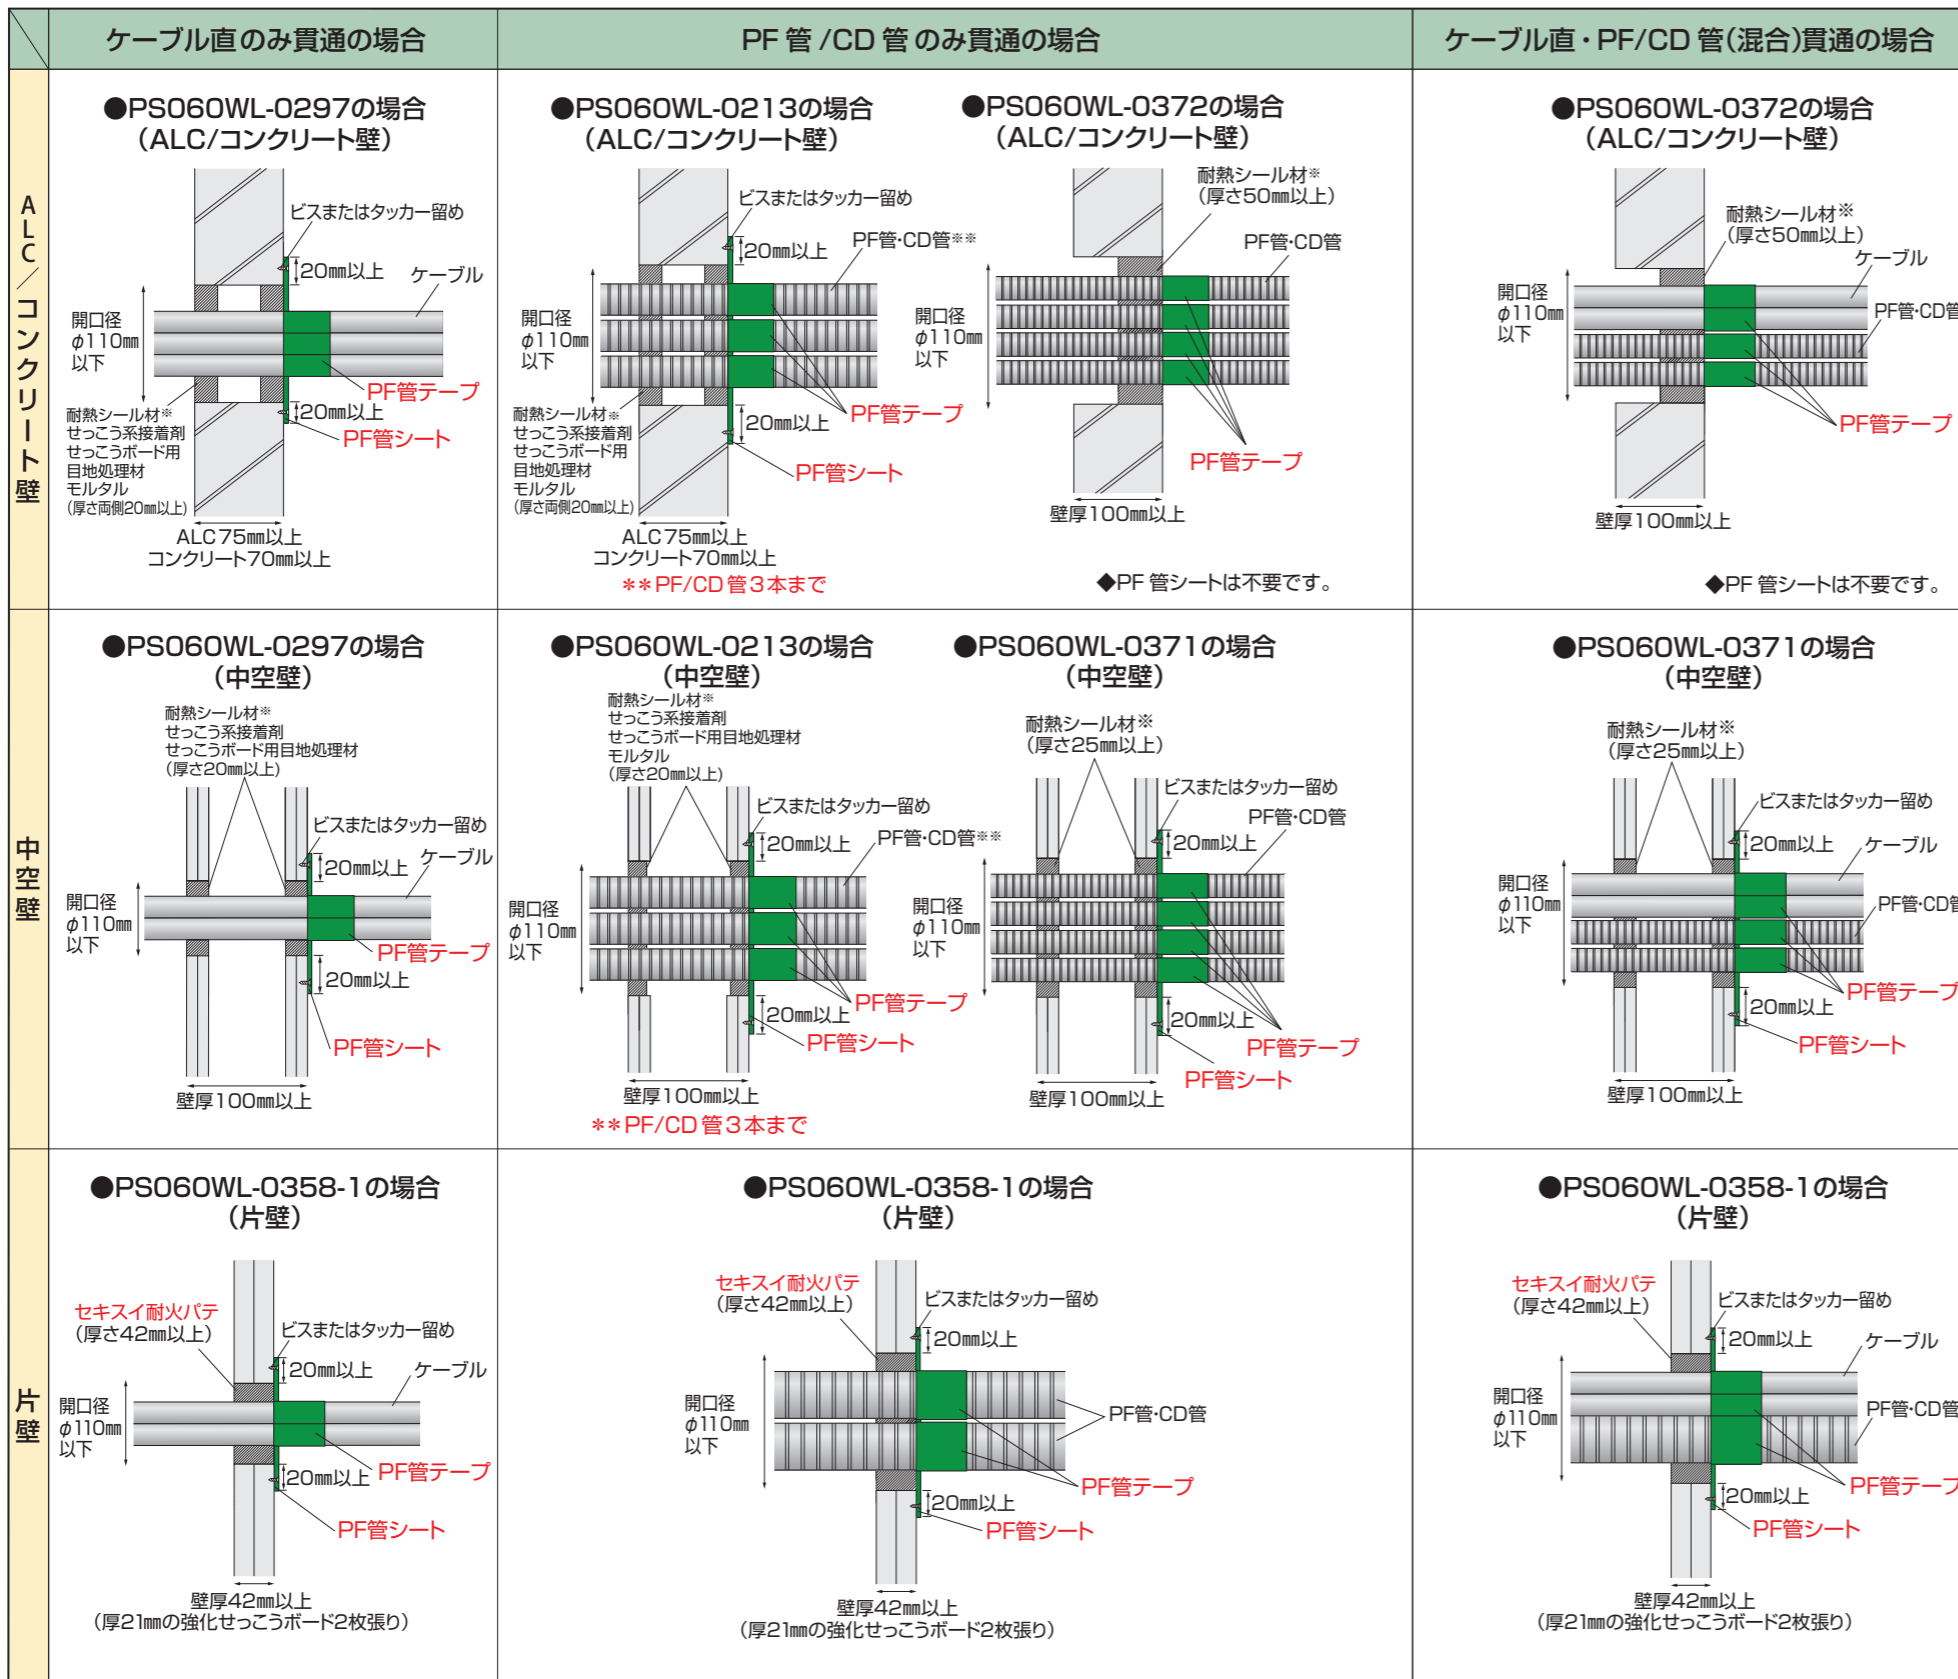 ケーブル直のみ貫通の場合
PF管/CD管のみ貫通の場合
ケーブル直・PF/CD管(混合)貫通の場合
ALC/コンクリート壁
●PS060WL-0297の場合
(ALC/コンクリート壁)
ビスまたはタッカー留め
20mm以上
ケーブル
開口径
φ110mm
以下
PF管テープ
20mm以上
PF管シート
耐熱シール材※
せっこう系接着剤
せっこうボード用
目地処理材
モルタル
(厚さ両側20mm以上)
ALC75mm以上
コンクリート70mm以上
●PS060WL-0213の場合
(ALC/コンクリート壁)
ビスまたはタッカー留め
20mm以上
PF管・CD管※※
開口径
φ110mm
以下
PF管テープ
20mm以上
PF管シート
耐熱シール材※
せっこう系接着剤
せっこうボード用
目地処理材
モルタル
(厚さ両側20mm以上)
ALC75mm以上
コンクリート70mm以上
**PF/CD管3本まで
●PS060WL-0372の場合
(ALC/コンクリート壁)
耐熱シール材※
(厚さ50mm以上)
PF管・CD管
開口径
φ110mm
以下
PF管テープ
壁厚100mm以上
◆PF管シートは不要です。
●PS060WL-0372の場合
(ALC/コンクリート壁)
耐熱シール材※
(厚さ50mm以上)
ケーブル
開口径
φ110mm
以下
PF管・CD管
PF管テープ
壁厚100mm以上
◆PF管シートは不要です。
中空壁
●PS060WL-0297の場合
(中空壁)
耐熱シール材※
せっこう系接着剤
せっこうボード用目地処理材
(厚さ20mm以上)
ビスまたはタッカー留め
20mm以上
ケーブル
開口径
φ110mm
以下
PF管テープ
20mm以上
PF管シート
壁厚100mm以上
●PS060WL-0213の場合
(中空壁)
耐熱シール材※
せっこう系接着剤
せっこうボード用目地処理材
モルタル
(厚さ20mm以上)
ビスまたはタッカー留め
20mm以上
PF管・CD管※※
開口径
φ110mm
以下
PF管テープ
20mm以上
PF管シート
壁厚100mm以上
**PF/CD管3本まで
●PS060WL-0371の場合
(中空壁)
耐熱シール材※
(厚さ25mm以上)
ビスまたはタッカー留め
PF管・CD管
20mm以上
開口径
φ110mm
以下
20mm以上
PF管テープ
PF管シート
壁厚100mm以上
●PS060WL-0371の場合
(中空壁)
耐熱シール材※
(厚さ25mm以上)
ビスまたはタッカー留め
20mm以上
ケーブル
開口径
φ110mm
以下
PF管・CD管
PF管テープ
20mm以上
PF管シート
壁厚100mm以上
片壁
●PS060WL-0358-1の場合
(片壁)
セキスイ耐火パテ
(厚さ42mm以上)
ビスまたはタッカー留め
20mm以上
ケーブル
開口径
φ110mm
以下
20mm以上
PF管テープ
PF管シート
壁厚42mm以上
(厚21mmの強化せっこうボード2枚張り)
●PS060WL-0358-1の場合
(片壁)
セキスイ耐火パテ
(厚さ42mm以上)
ビスまたはタッカー留め
20mm以上
開口径
φ110mm
以下
PF管・CD管
PF管テープ
20mm以上
PF管シート
壁厚42mm以上
(厚21mmの強化せっこうボード2枚張り)
●PS060WL-0358-1の場合
(片壁)
セキスイ耐火パテ
(厚さ42mm以上)
ビスまたはタッカー留め
20mm以上
ケーブル
開口径
φ110mm
以下
PF管・CD管
PF管テープ
20mm以上
PF管シート
壁厚42mm以上
(厚21mmの強化せっこうボード2枚張り)